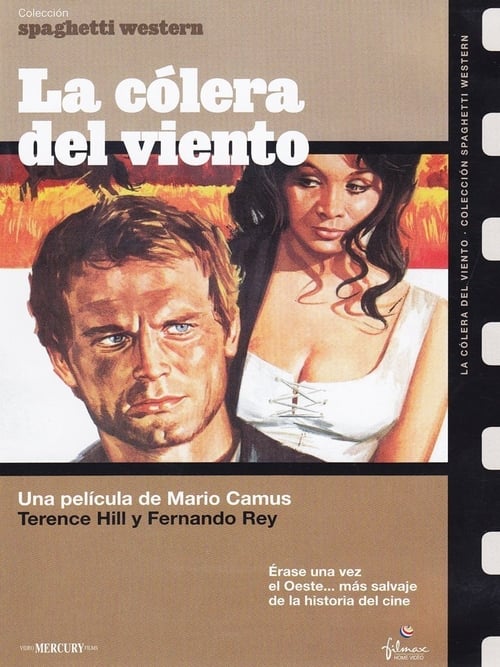 Colección
spaghetti western
La cólera
del viento
LA CÓLERA DEL VIENTO · COLECCIÓN SPAGHETTI WESTERN
Una película de Mario Camus
Terence Hill y Fernando Rey
Érase una vez
el Oeste... más salvaje
de la historia del cine
VIDEO MERCURY FILMS
filmax
HOME VIDEO